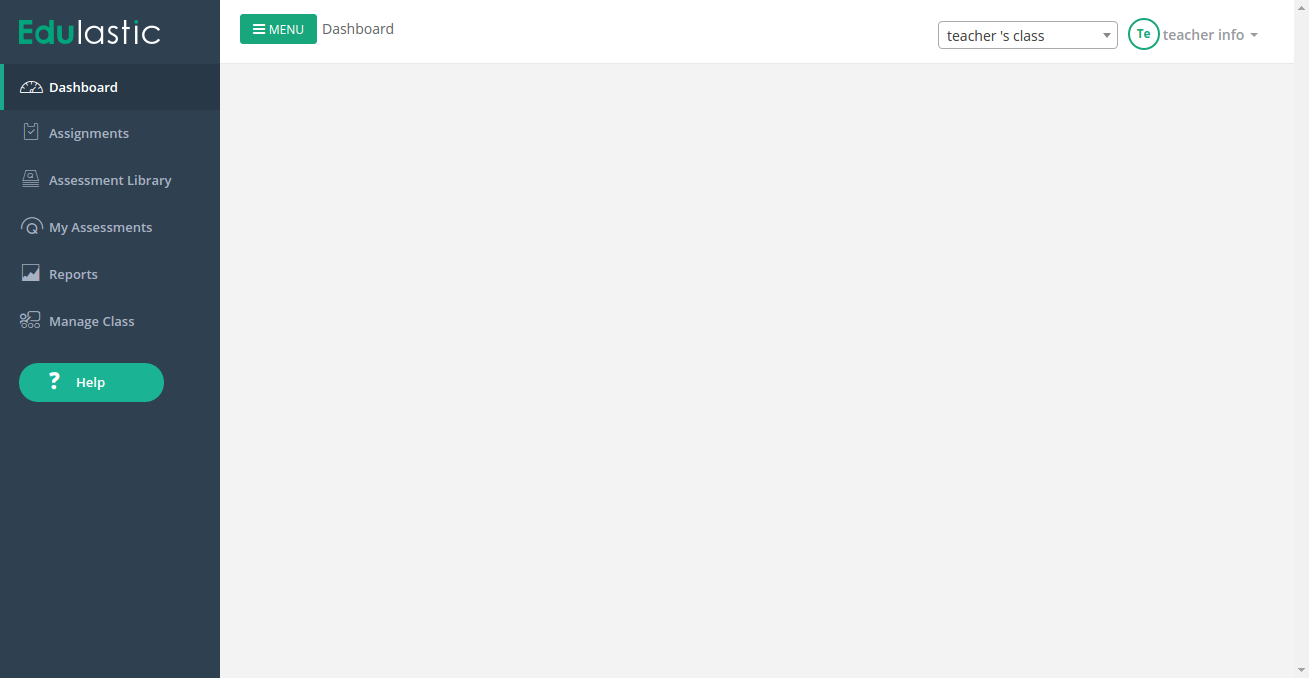 Edulastic
MENU
Dashboard
teacher 's class
Te
teacher info
Dashboard
Assignments
Assessment Library
My Assessments
Reports
Manage Class
? Help